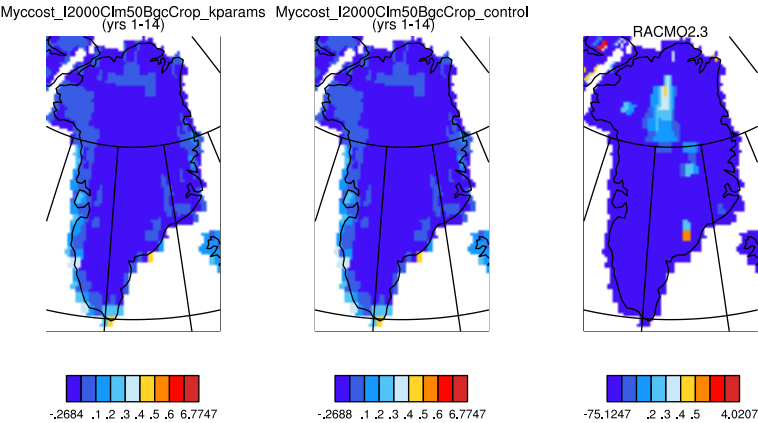 Myccost_I2000Clm50BgcCrop_kparams
(yrs 1-14)
Myccost_I2000Clm50BgcCrop_control
(yrs 1-14)
RACMO2.3
-.2684 .1 .2 .3 .4 .5 .6 6.7747
-.2688 .1 .2 .3 .4 .5 .6 6.7747
-75.1247 .2 .3 .4 .5 4.0207